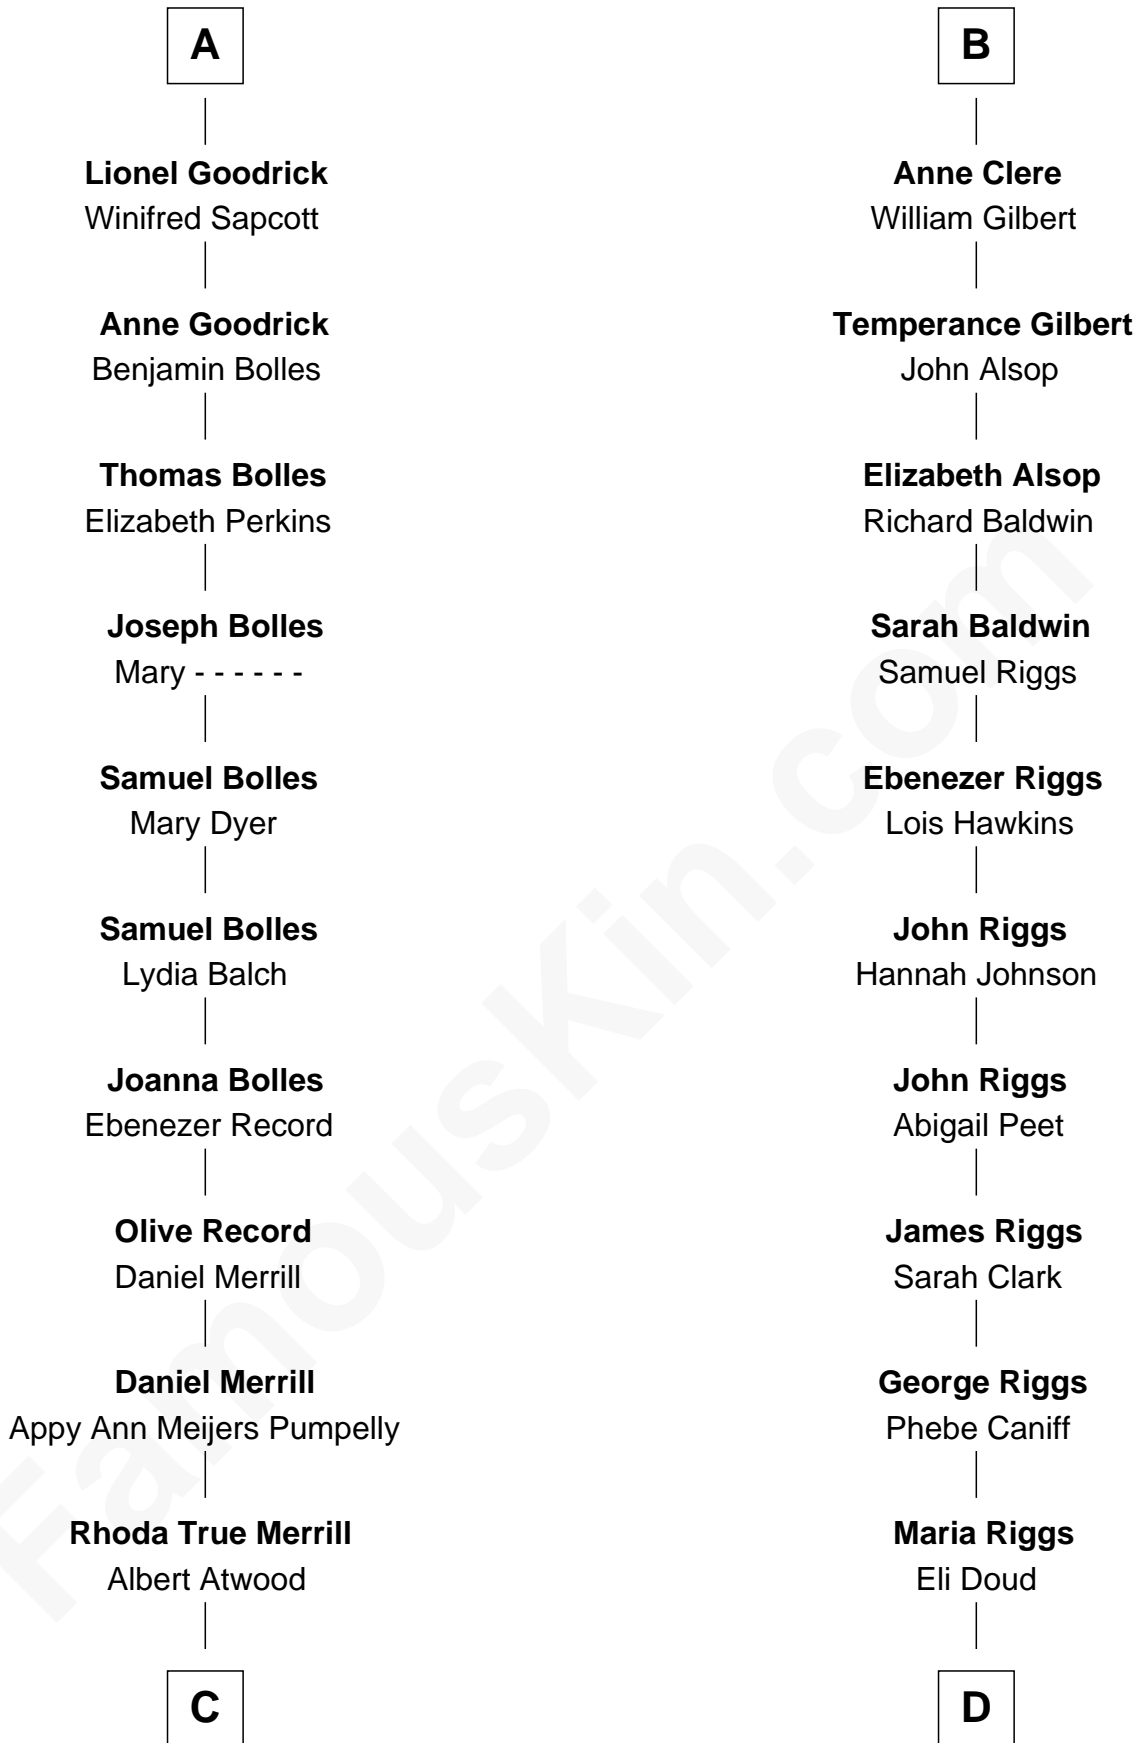 A
Lionel Goodrick
Winifred Sapcott
Anne Goodrick
Benjamin Bolles
Thomas Bolles
Elizabeth Perkins
Joseph Bolles
Mary - - - - - -
Samuel Bolles
Mary Dyer
Samuel Bolles
Lydia Balch
Joanna Bolles
Ebenezer Record
Olive Record
Daniel Merrill
Daniel Merrill
Appy Ann Meijers Pumpelly
Rhoda True Merrill
Albert Atwood
C
B
Anne Clere
William Gilbert
Temperance Gilbert
John Alsop
Elizabeth Alsop
Richard Baldwin
Sarah Baldwin
Samuel Riggs
Ebenezer Riggs
Lois Hawkins
John Riggs
Hannah Johnson
John Riggs
Abigail Peet
James Riggs
Sarah Clark
George Riggs
Phebe Caniff
Maria Riggs
Eli Doud
D
FamousKin.com